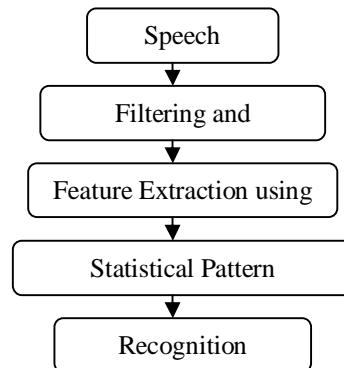 Speech
Filtering and
Feature Extraction using
Statistical Pattern
Recognition